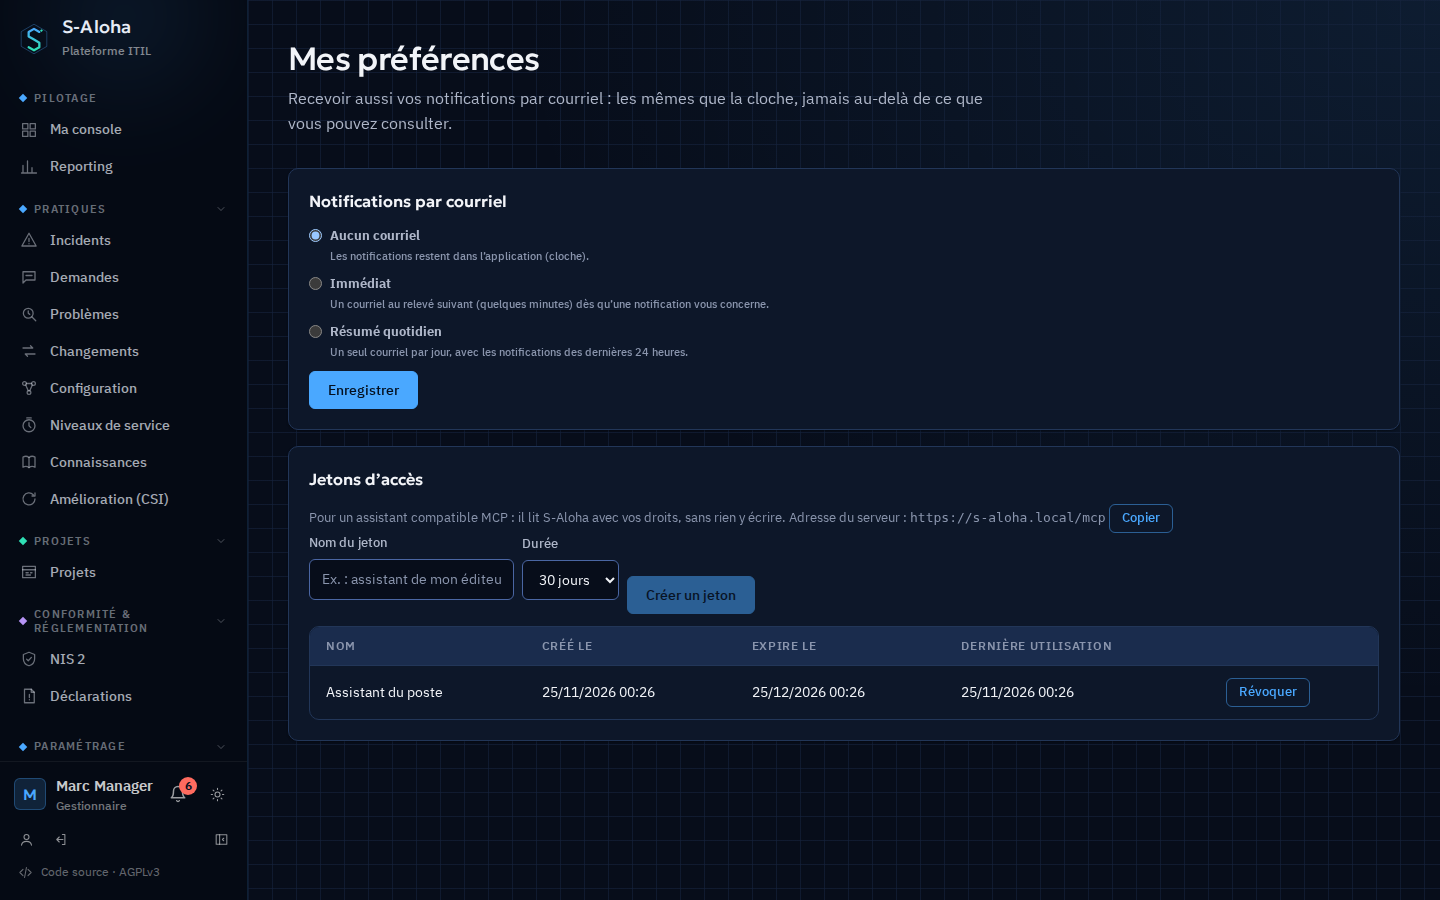 S-Aloha
Plateforme ITIL
PILOTAGE
Ma console
Reporting
PRATIQUES
Incidents
Demandes
Problèmes
Changements
Configuration
Niveaux de service
Connaissances
Amélioration (CSI)
PROJETS
Projets
CONFORMITÉ &
RÉGLEMENTATION
NIS 2
Déclarations
PARAMÉTRAGE
M
Marc Manager
Gestionnaire
6
Code source · AGPLv3
Mes préférences
Recevoir aussi vos notifications par courriel : les mêmes que la cloche, jamais au-delà de ce que
vous pouvez consulter.
Notifications par courriel
Aucun courriel
Les notifications restent dans l’application (cloche).
Immédiat
Un courriel au relevé suivant (quelques minutes) dès qu’une notification vous concerne.
Résumé quotidien
Un seul courriel par jour, avec les notifications des dernières 24 heures.
Enregistrer
Jetons d’accès
Pour un assistant compatible MCP : il lit S-Aloha avec vos droits, sans rien y écrire. Adresse du serveur : https://s-aloha.local/mcp Copier
Nom du jeton Durée
Ex. : assistant de mon éditeu 30 jours Créer un jeton
NOM CRÉÉ LE EXPIRE LE DERNIÈRE UTILISATION
Assistant du poste 25/11/2026 00:26 25/12/2026 00:26 25/11/2026 00:26 Révoquer